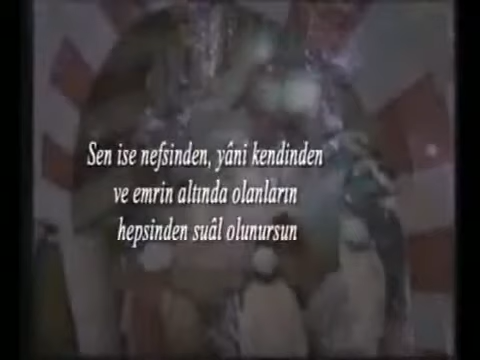 Sen ise nefsinden, yâni kendinden
ve emrin altında olanların
hepsinden suâl olunursun